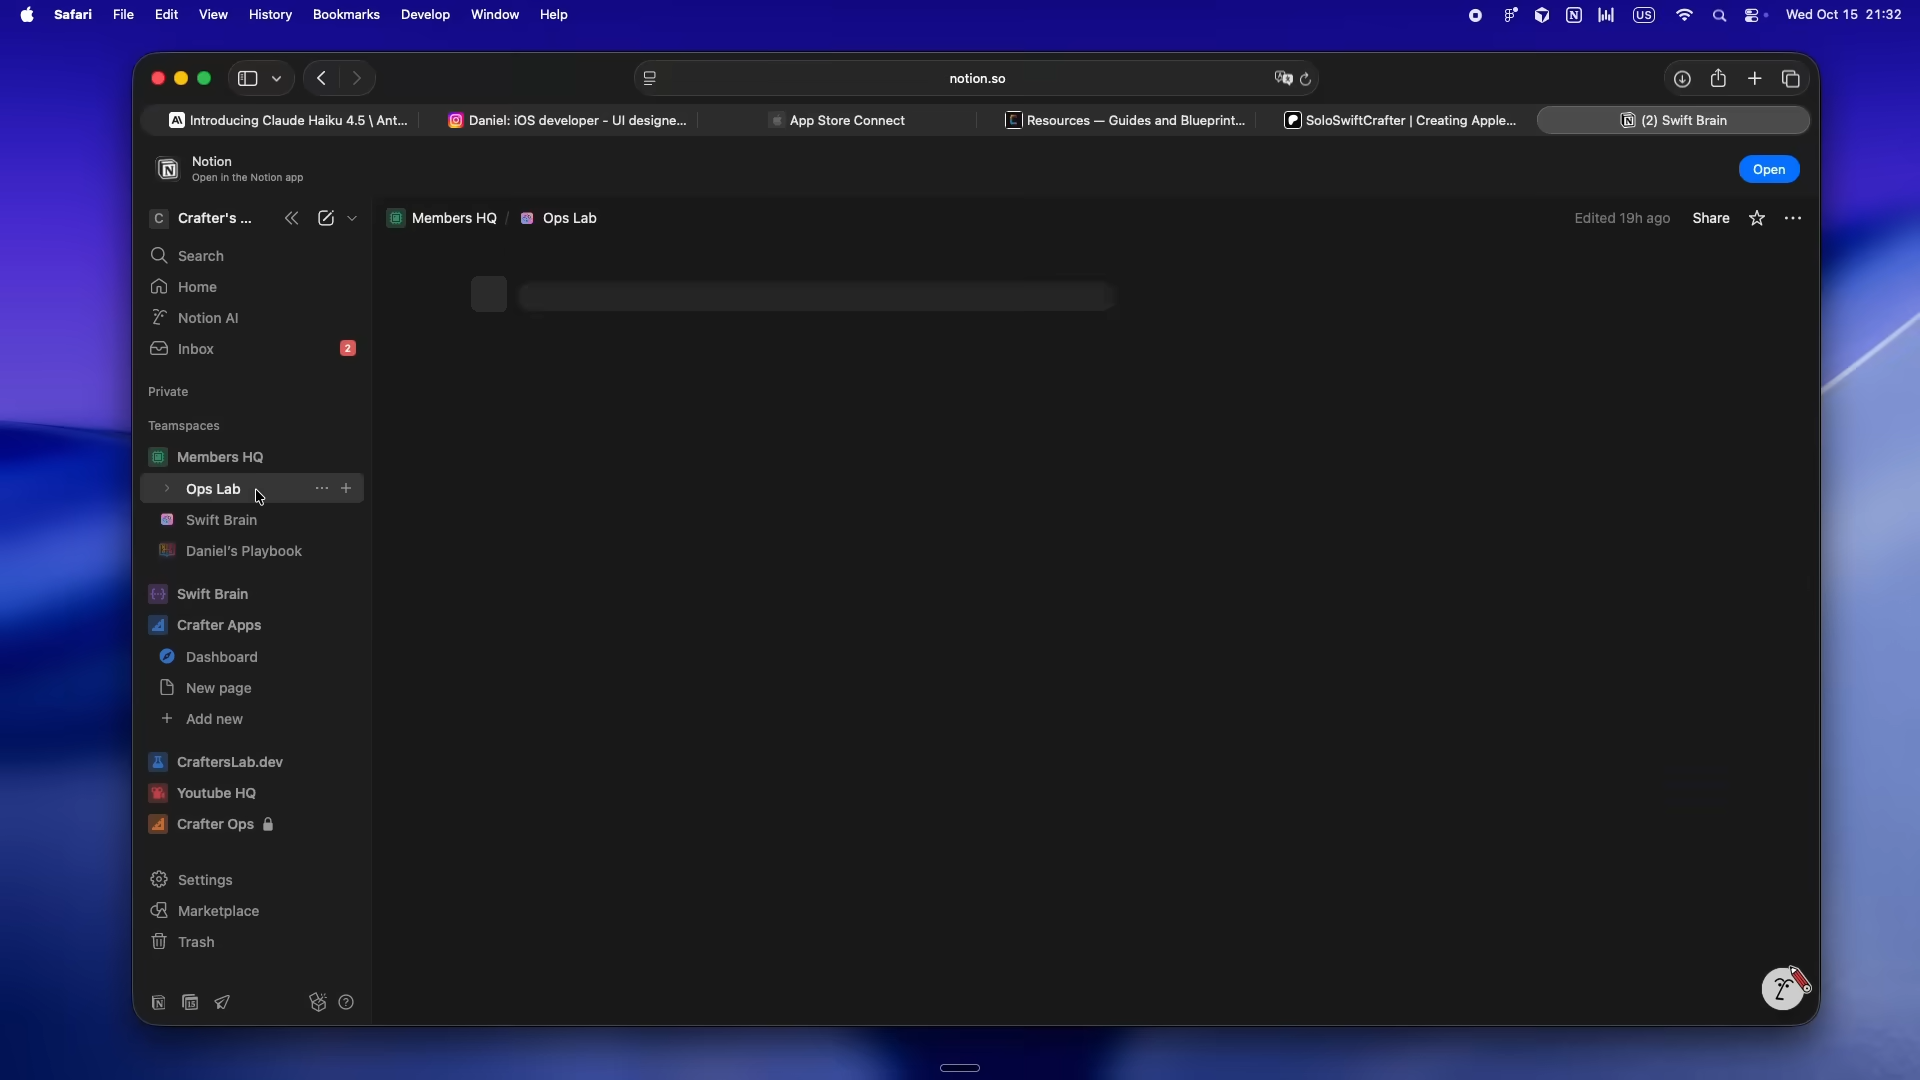 Safari File Edit View History Bookmarks Develop Window Help
US
Wed Oct 15 21:32
notion.so
Introducing Claude Haiku 4.5 \ Ant...
Daniel: iOS developer - UI designe...
App Store Connect
Resources — Guides and Blueprint...
SoloSwiftCrafter | Creating Apple...
(2) Swift Brain
Notion
Open in the Notion app
Open
C Crafter's ...
Members HQ / Ops Lab
Edited 19h ago
Share
Search
Home
Notion AI
Inbox
2
Private
Teamspaces
Members HQ
Ops Lab
Swift Brain
Daniel's Playbook
Swift Brain
Crafter Apps
Dashboard
New page
Add new
CraftersLab.dev
Youtube HQ
Crafter Ops
Settings
Marketplace
Trash
15